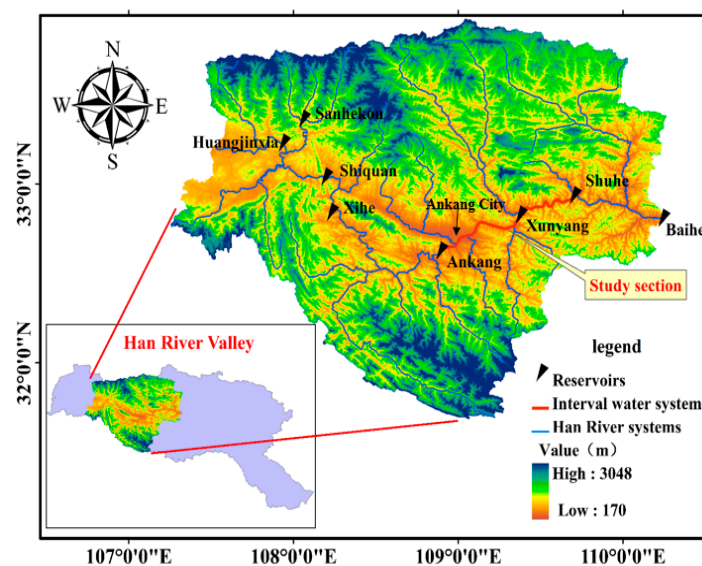 N
W E
S
Sanhekou
Huangjinxia
Shiquan
Xihe
Ankang City
Shuhe
Xunyang
Baihe
Ankang
Study section
33°0'0"N
32°0'0"N
Han River Valley
legend
Reservoirs
Interval water system
Han River systems
Value（m）
High : 3048
Low : 170
107°0'0"E 108°0'0"E 109°0'0"E 110°0'0"E